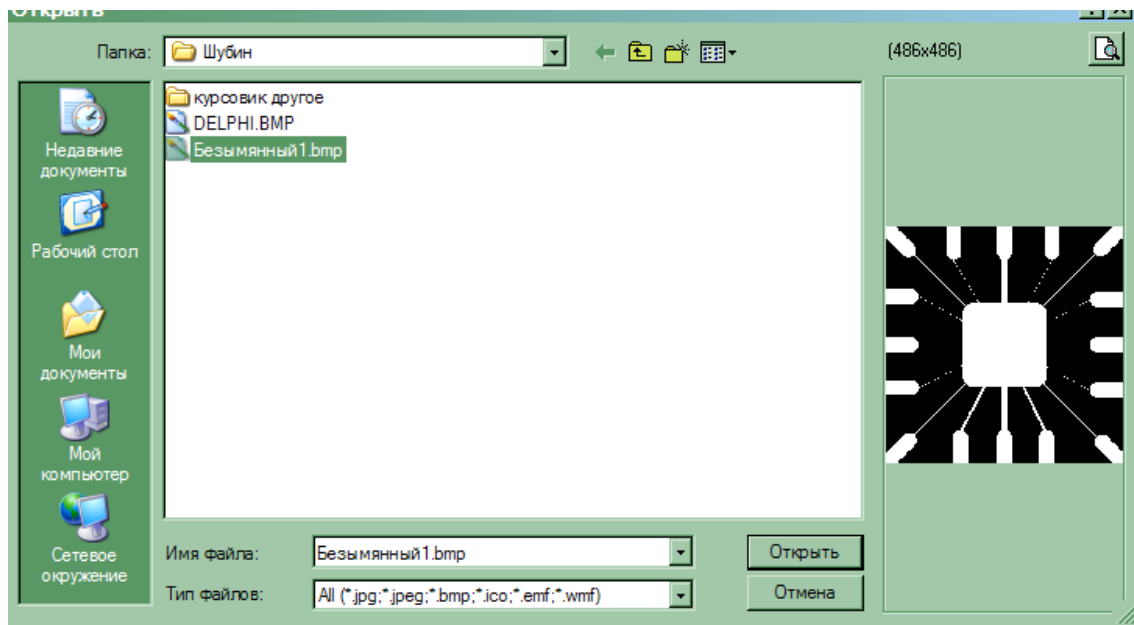 Открыть
Папка: Шубин (486x486)
курсовик другое
DELPHI.BMP
Безымянный1.bmp
Недавние
документы
Рабочий стол
Мои
документы
Мой
компьютер
Сетевое
окружение
Имя файла: Безымянный1.bmp Открыть
Тип файлов: All (*.jpg;*.jpeg;*.bmp;*.ico;*.emf;*.wmf) Отмена